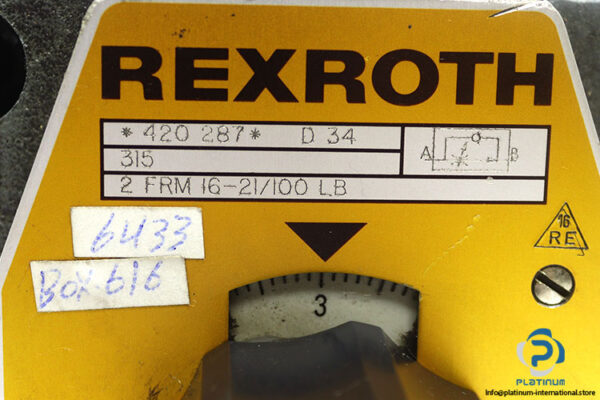 REXROTH
*420 287* D 34
315
A B
2 FRM 16-21/100 LB
6433
BOX 616
16
RE
3
PLATINUM
info@platinum-international.store